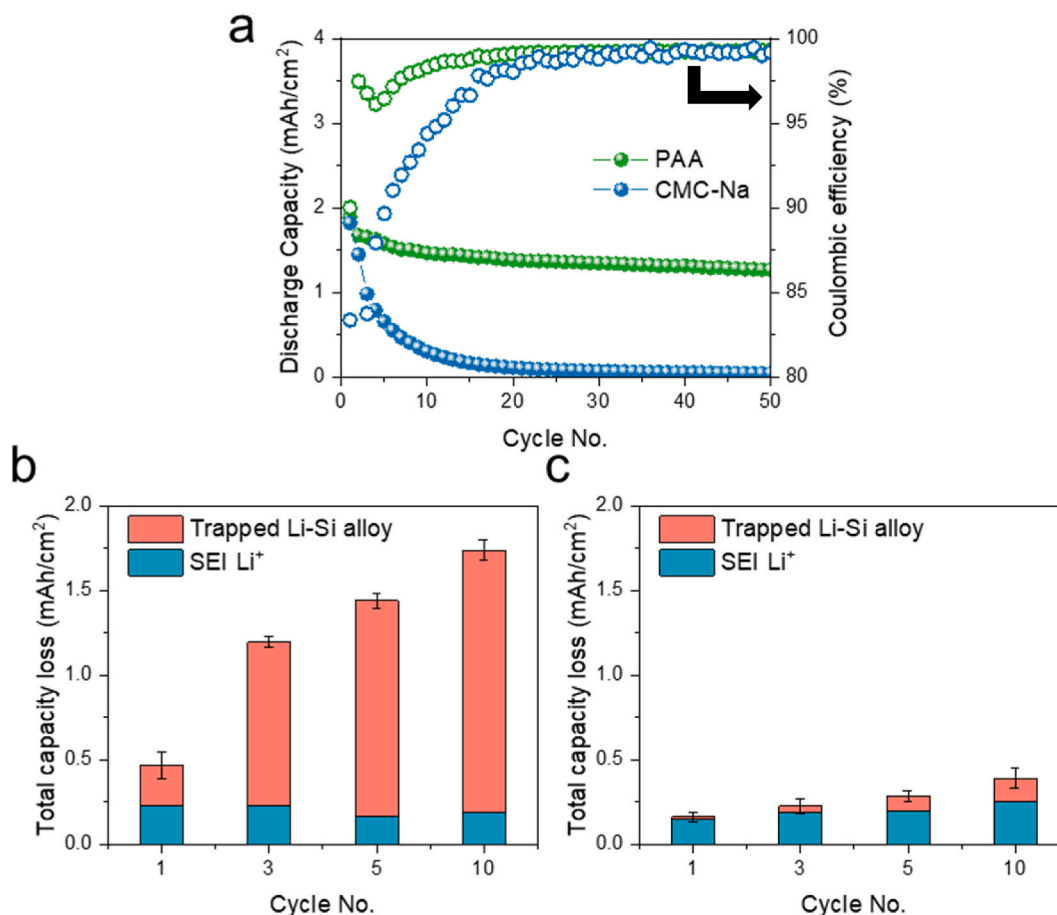 a
Discharge Capacity (mAh/cm²)
4
3
2
1
0
PAA
CMC-Na
100
95
90
85
80
Coulombic efficiency (%)
0 10 20 30 40 50
Cycle No.
b
Total capacity loss (mAh/cm²)
2.0
1.5
1.0
0.5
0.0
Trapped Li-Si alloy
SEI Li⁺
1 3 5 10
Cycle No.
c
Total capacity loss (mAh/cm²)
2.0
1.5
1.0
0.5
0.0
Trapped Li-Si alloy
SEI Li⁺
1 3 5 10
Cycle No.